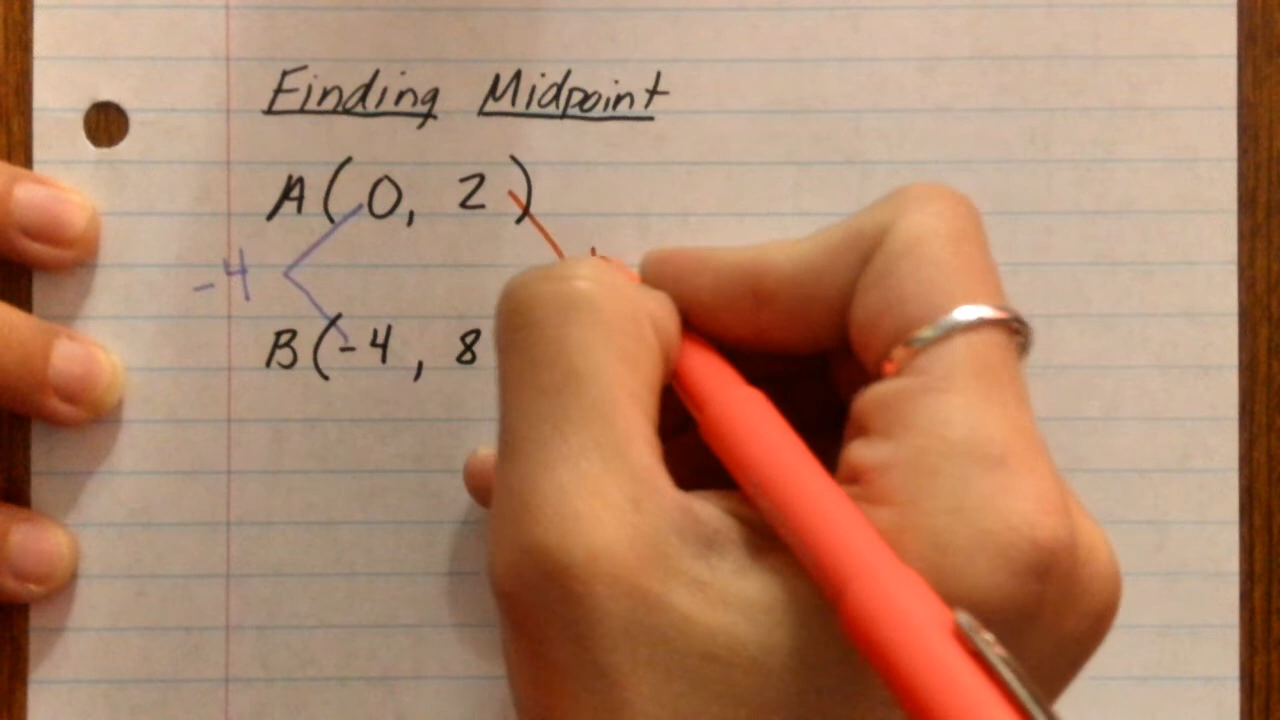 Finding Midpoint
A(0, 2)
-4
B(-4, 8